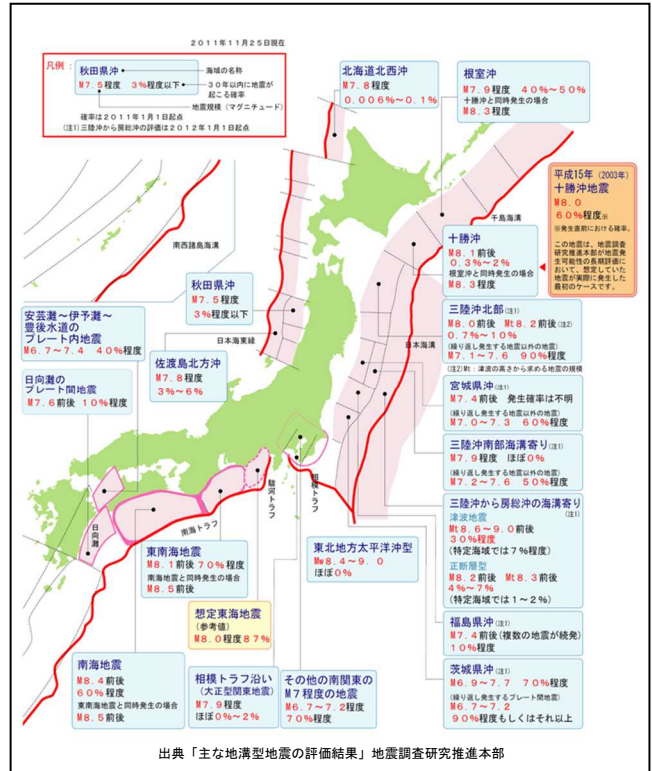 2011年11月25日現在
凡例：
秋田県沖
M7.5程度 3%程度以下
海域の名称
30年以内に地震が
起こる確率
地震規模（マグニチュード）
確率は2011年1月1日起点
(注1)三陸沖から房総沖の評価は2012年1月1日起点
北海道北西沖
M7.8程度
0.006%～0.1%
根室沖
M7.9程度 40%～50%
十勝沖と同時発生の場合
M8.3程度
平成15年（2003年）
十勝沖地震
M8.0
60%程度※
※発生直前における確率。
この地震は、地震調査
研究推進本部が地震発
生可能性の長期評価に
おいて、想定していた
地震が実際に発生した
最初のケースです。
千島海溝
南西諸島海溝
十勝沖
M8.1前後
0.3%～2%
根室沖と同時発生の場合
M8.3程度
秋田県沖
M7.5程度
3%程度以下
日本海東縁
日本海溝
三陸沖北部(注1)
M8.0前後 Mt8.2前後(注2)
0.7%～10%
(繰り返し発生する地震以外の地震)
M7.1～7.6 90%程度
(注2)Mt：津波の高さから求める地震の規模
安芸灘～伊予灘～
豊後水道の
プレート内地震
M6.7～7.4 40%程度
佐渡島北方沖
M7.8程度
3%～6%
日向灘の
プレート間地震
M7.6前後 10%程度
宮城県沖(注1)
M7.4前後 発生確率は不明
(繰り返し発生する地震以外の地震)
M7.0～7.3 60%程度
三陸沖南部海溝寄り(注1)
M7.9程度 ほぼ0%
(繰り返し発生する地震以外の地震)
M7.2～7.6 50%程度
三陸沖から房総沖の海溝寄り
(注1)
津波地震
Mt8.6～9.0前後
30%程度
(特定海域では7%程度)
正断層型
M8.2前後 Mt8.3前後
4%～7%
(特定海域では1～2%)
日向灘
南海トラフ
駿河トラフ
相模トラフ
東南海地震
M8.1前後 70%程度
南海地震と同時発生の場合
M8.5前後
東北地方太平洋沖型
Mw8.4～9.0
ほぼ0%
想定東海地震
(参考値)
M8.0程度87%
福島県沖(注1)
M7.4前後(複数の地震が続発)
10%程度
南海地震
M8.4前後
60%程度
東南海地震と同時発生の場合
M8.5前後
相模トラフ沿い
(大正型関東地震)
M7.9程度
ほぼ0%～2%
その他の南関東の
M7程度の地震
M6.7～7.2程度
70%程度
茨城県沖(注1)
M6.9～7.7 70%程度
(繰り返し発生するプレート間地震)
M6.7～7.2
90%程度もしくはそれ以上
出典「主な地溝型地震の評価結果」地震調査研究推進本部